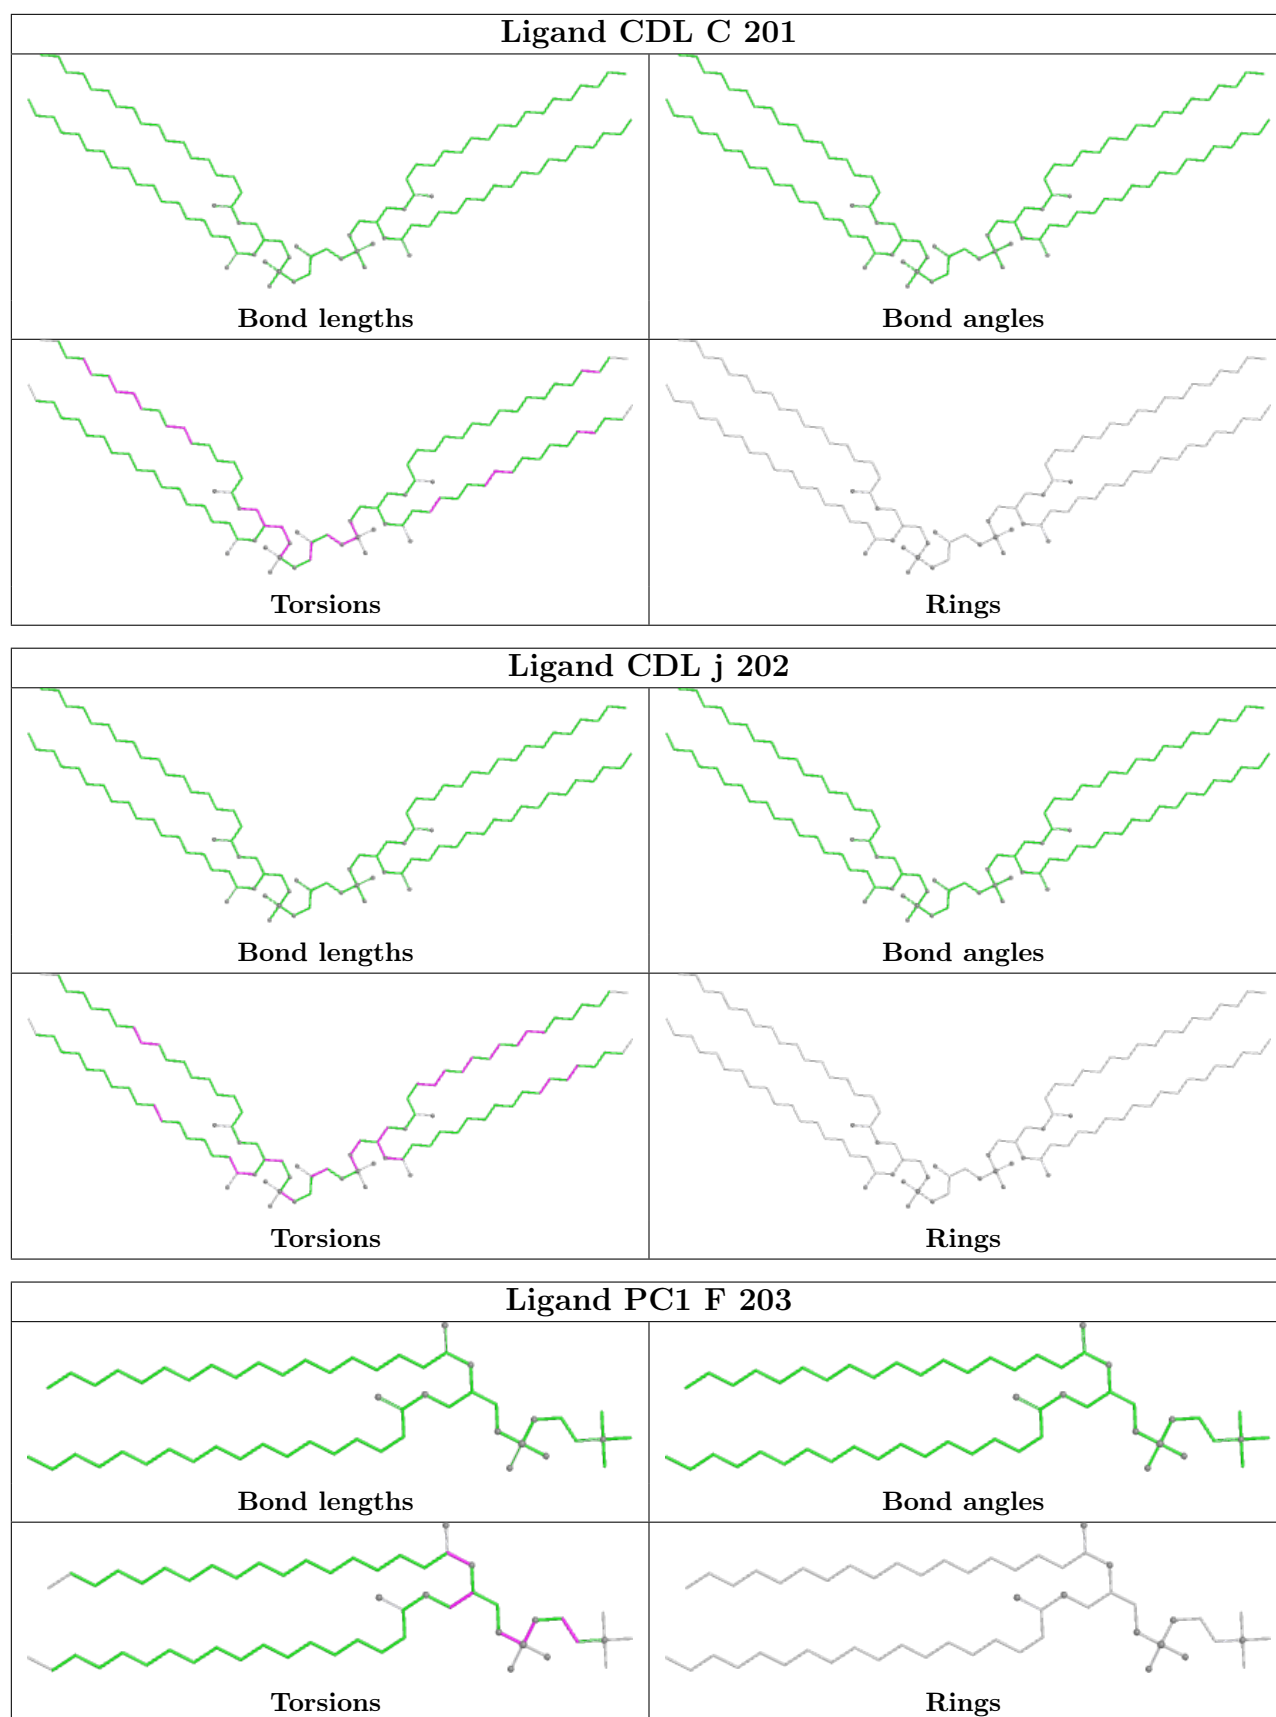 Ligand CDL C 201
Bond lengths
Bond angles
Torsions
Rings
Ligand CDL j 202
Bond lengths
Bond angles
Torsions
Rings
Ligand PC1 F 203
Bond lengths
Bond angles
Torsions
Rings